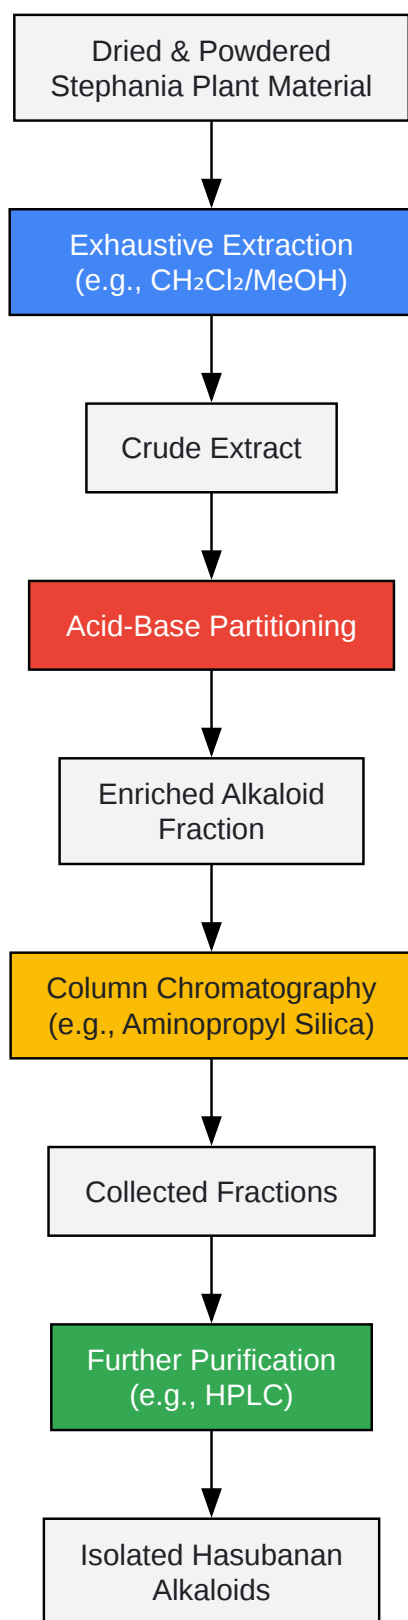 Dried & Powdered
Stephania Plant Material
Exhaustive Extraction
(e.g., CH₂Cl₂/MeOH)
Crude Extract
Acid-Base Partitioning
Enriched Alkaloid
Fraction
Column Chromatography
(e.g., Aminopropyl Silica)
Collected Fractions
Further Purification
(e.g., HPLC)
Isolated Hasubanan
Alkaloids